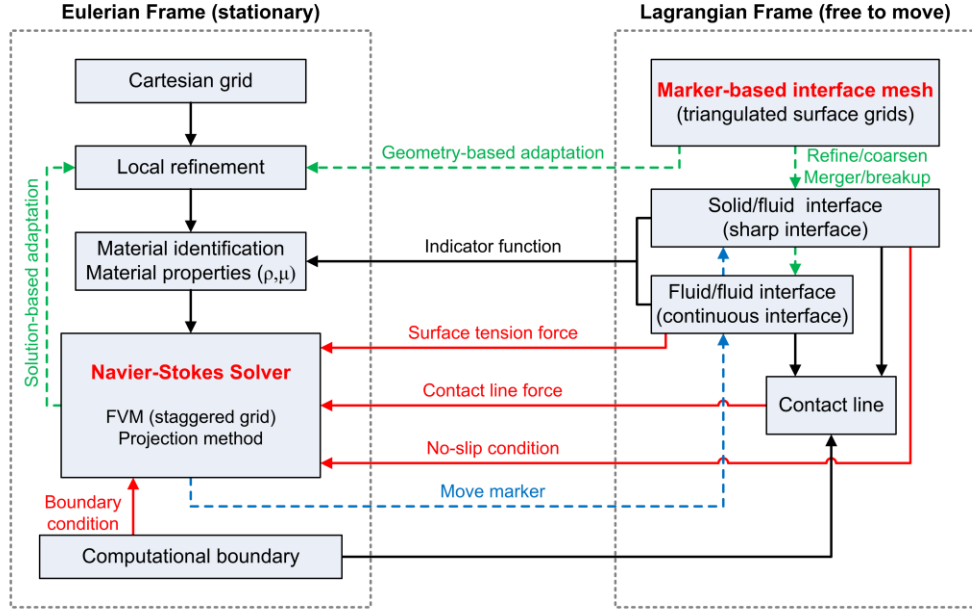 Eulerian Frame (stationary)
Lagrangian Frame (free to move)
Cartesian grid
Marker-based interface mesh
(triangulated surface grids)
Geometry-based adaptation
Refine/coarsen
Merger/breakup
Local refinement
Solid/fluid interface
(sharp interface)
Material identification
Material properties (ρ,μ)
Indicator function
Fluid/fluid interface
(continuous interface)
Solution-based adaptation
Surface tension force
Navier-Stokes Solver
FVM (staggered grid)
Projection method
Contact line force
Contact line
No-slip condition
Move marker
Boundary
condition
Computational boundary